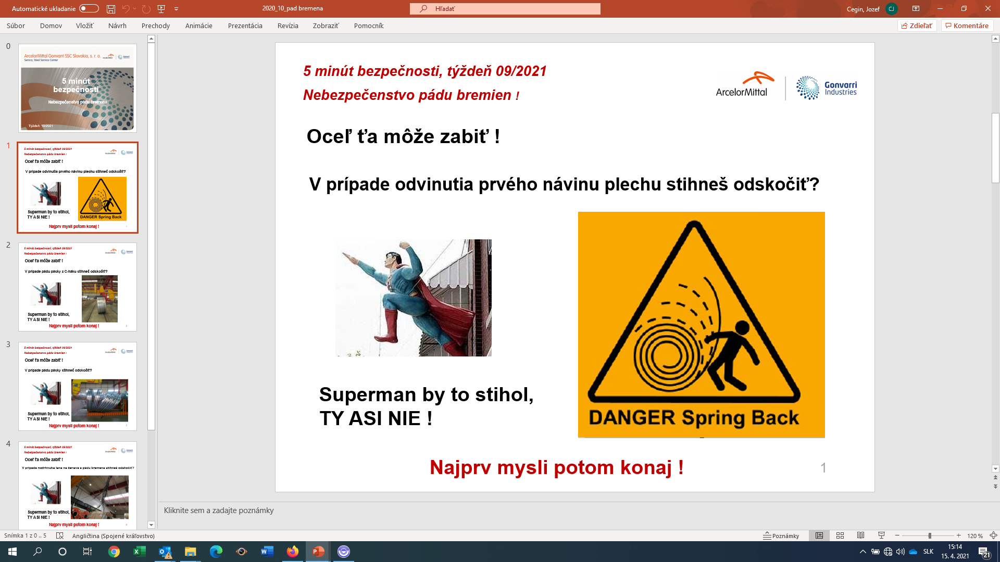 Automatické ukladanie
2020_10_pad bremena
Hľadať
Cegin, Jozef
CJ
Súbor
Domov
Vložiť
Návrh
Prechody
Animácie
Prezentácia
Revízia
Zobraziť
Pomocník
Zdieľať
Komentáre
0
ArcelorMittal Gonvarri SSC Slovakia, s. r. o.
Senica, Steel Service Center
ArcelorMittal
Gonvarri
Industries
5 minút
bezpečnosti
Nebezpečenstvo pádu bremena
Týždeň 10/2021
1
5 minút bezpečnosti, týždeň 09/2021
Nebezpečenstvo pádu bremien !
Oceľ ťa môže zabiť !
V prípade odvinutia prvého návinu plechu stihneš odskočiť?
DANGER Spring Back
Superman by to stihol,
TY ASI NIE !
Najprv mysli potom konaj !
1
2
5 minút bezpečnosti, týždeň 09/2021
Nebezpečenstvo pádu bremien !
Oceľ ťa môže zabiť !
V prípade pádu pásky z C-háku stihneš odskočiť?
Superman by to stihol,
TY ASI NIE !
Najprv mysli potom konaj !
2
3
5 minút bezpečnosti, týždeň 09/2021
Nebezpečenstvo pádu bremien !
Oceľ ťa môže zabiť !
V prípade pádu pásky stihneš odskočiť?
Superman by to stihol,
TY ASI NIE !
Najprv mysli potom konaj !
3
4
5 minút bezpečnosti, týždeň 09/2021
Nebezpečenstvo pádu bremien !
Oceľ ťa môže zabiť !
V prípade roztrhnutia lana na žeriave a pádu bremena stihneš odskočiť?
Superman by to stihol,
TY ASI NIE !
Najprv mysli potom konaj !
4
5 minút bezpečnosti, týždeň 09/2021
Nebezpečenstvo pádu bremien !
ArcelorMittal
Gonvarri
Industries
Oceľ ťa môže zabiť !
V prípade odvinutia prvého návinu plechu stihneš odskočiť?
DANGER Spring Back
Superman by to stihol,
TY ASI NIE !
Najprv mysli potom konaj !
1
Kliknite sem a zadajte poznámky
Snímka 1 z 0 .. 5
Angličtina (Spojené kráľovstvo)
Poznámky
120 %
SLK
15:14
15. 4. 2021
21